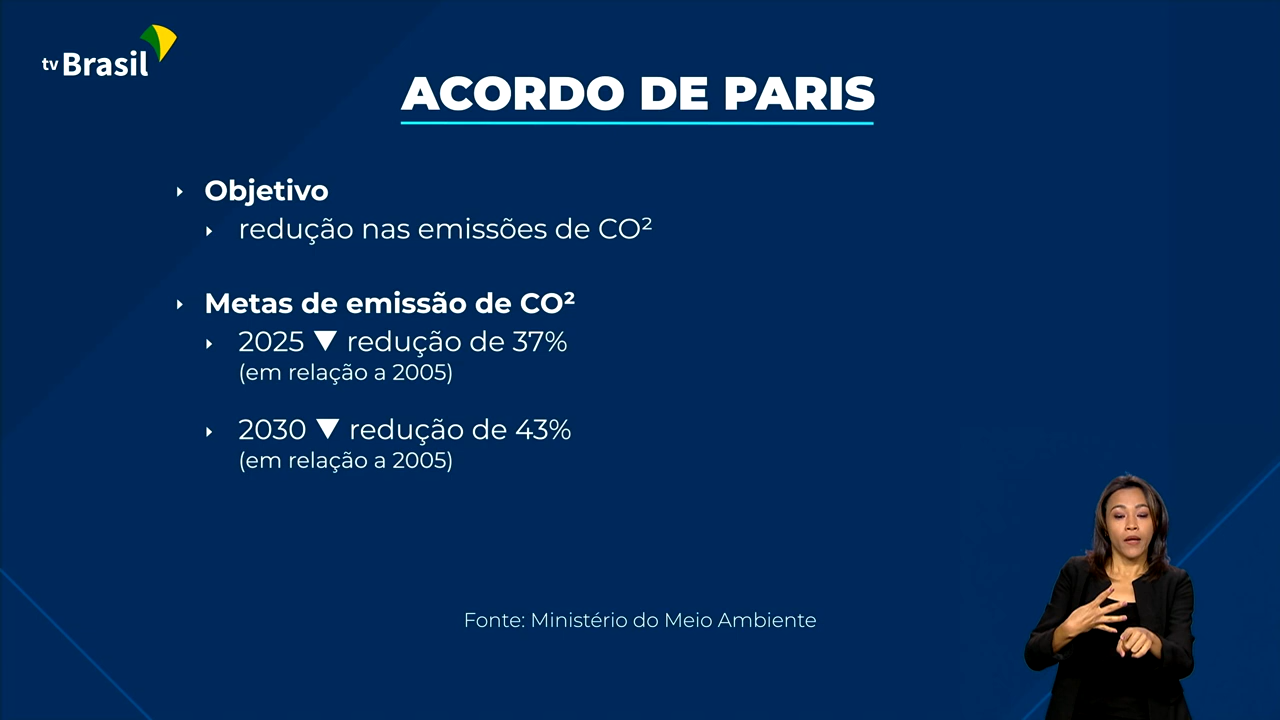 tv Brasil
ACORDO DE PARIS
Objetivo
redução nas emissões de CO²
Metas de emissão de CO²
2025 ▼ redução de 37%
(em relação a 2005)
2030 ▼ redução de 43%
(em relação a 2005)
Fonte: Ministério do Meio Ambiente